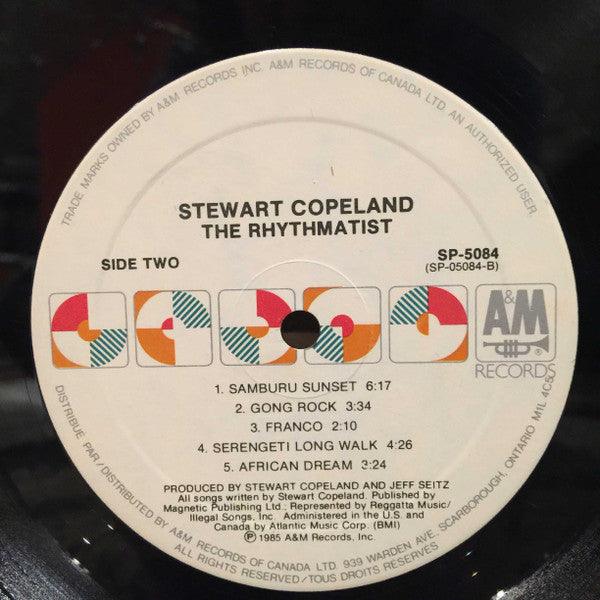 TRADE MARKS OWNED BY A&M RECORDS INC. A&M RECORDS OF CANADA LTD. AN AUTHORIZED USER.
STEWART COPELAND
THE RHYTHMATIST
SIDE TWO
SP-5084
(SP-05084-B)
A&M
®
RECORDS
1. SAMBURU SUNSET 6:17
2. GONG ROCK 3:34
3. FRANCO 2:10
4. SERENGETI LONG WALK 4:26
5. AFRICAN DREAM 3:24
PRODUCED BY STEWART COPELAND AND JEFF SEITZ
All songs written by Stewart Copeland. Published by
Magnetic Publishing Ltd.; Represented by Reggatta Music/
Illegal Songs, Inc. Administered in the U.S. and
Canada by Atlantic Music Corp. (BMI)
Ⓟ 1985 A&M Records, Inc.
DISTRIBUE PAR/DISTRIBUTED BY A&M RECORDS OF CANADA LTD. 939 WARDEN AVE. SCARBOROUGH, ONTARIO M1L 4C5
ALL RIGHTS RESERVED/TOUS DROITS RESERVÉS